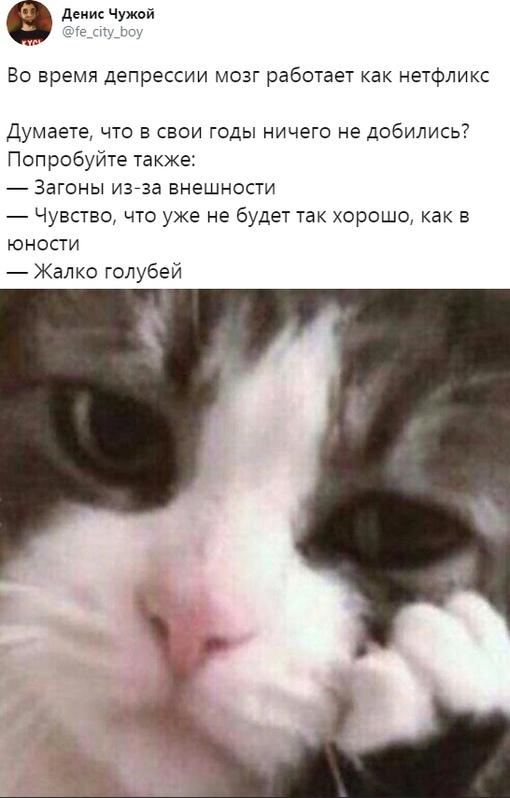 Денис Чужой
@fe_city_boy
Во время депрессии мозг работает как нетфликс
Думаете, что в свои годы ничего не добились?
Попробуйте также:
— Загоны из-за внешности
— Чувство, что уже не будет так хорошо, как в
юности
— Жалко голубей